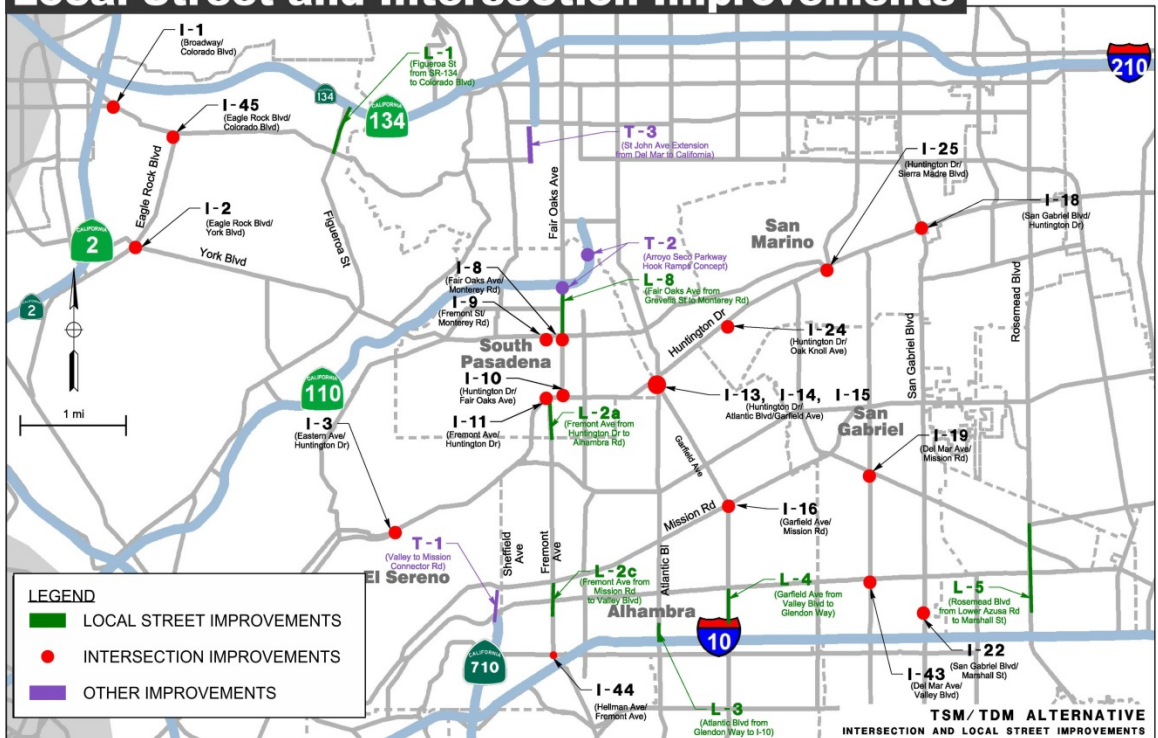 Local Street and Intersection Improvements
I-1
(Broadway/
Colorado Blvd)
L-1
(Figueroa St
from SR-134
to Colorado Blvd)
210
134
CALIFORNIA
134
I-45
(Eagle Rock Blvd/
Colorado Blvd)
T-3
(St John Ave Extension
from Del Mar to California)
I-25
(Huntington Dr/
Sierra Madre Blvd)
Eagle Rock Blvd
Fair Oaks Ave
I-2
(Eagle Rock Blvd/
York Blvd)
I-18
(San Gabriel Blvd/
Huntington Dr)
CALIFORNIA
2
York Blvd
Figueroa St
San
Marino
T-2
(Arroyo Seco Parkway
Hook Ramps Concept)
I-8
(Fair Oaks Ave/
Monterey Rd)
L-8
(Fair Oaks Ave from
Grevelia St to Monterey Rd)
Rosemead Blvd
2
I-9
(Fremont St/
Monterey Rd)
Huntington Dr
I-24
(Huntington Dr/
Oak Knoll Ave)
San Gabriel Blvd
South
Pasadena
CALIFORNIA
110
I-10
(Huntington Dr/
Fair Oaks Ave)
I-13, I-14, I-15
(Huntington Dr/
Atlantic Blvd/Garfield Ave)
1 mi
I-11
(Fremont Ave/
Huntington Dr)
L-2a
(Fremont Ave from
Huntington Dr to
Alhambra Rd)
San
Gabriel
I-3
(Eastern Ave/
Huntington Dr)
Garfield Ave
I-19
(Del Mar Ave/
Mission Rd)
Mission Rd
I-16
(Garfield Ave/
Mission Rd)
T-1
(Valley to Mission
Connector Rd)
Sheffield
Ave
Fremont
Ave
Atlantic Bl
El Sereno
L-2c
(Fremont Ave from
Mission Rd
to Valley Blvd)
L-4
(Garfield Ave from
Valley Blvd to
Glendon Way)
L-5
(Rosemead Blvd
from Lower Azusa Rd
to Marshall St)
Alhambra
LEGEND
LOCAL STREET IMPROVEMENTS
INTERSECTION IMPROVEMENTS
OTHER IMPROVEMENTS
10
CALIFORNIA
710
I-22
(San Gabriel Blvd/
Marshall St)
I-43
(Del Mar Ave/
Valley Blvd)
I-44
(Hellman Ave/
Fremont Ave)
L-3
(Atlantic Blvd from
Glendon Way to I-10)
TSM/TDM ALTERNATIVE
INTERSECTION AND LOCAL STREET IMPROVEMENTS